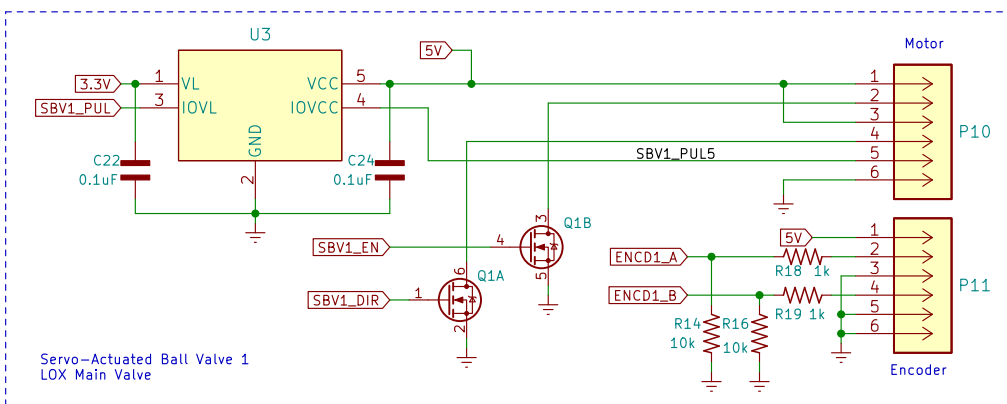 U3
5V
Motor
3.3V
1
VL
VCC
5
1
SBV1_PUL
3
IOVL
IOVCC
4
2
3
4
P10
GND
SBV1_PUL5
5
C22
0.1uF
C24
0.1uF
2
6
3
Q1B
SBV1_EN
4
5V
1
ENCD1_A
2
6
Q1A
5
R18 1k
3
P11
SBV1_DIR
1
ENCD1_B
4
R19 1k
5
2
R14
10k
R16
10k
6
Servo-Actuated Ball Valve 1
LOX Main Valve
Encoder